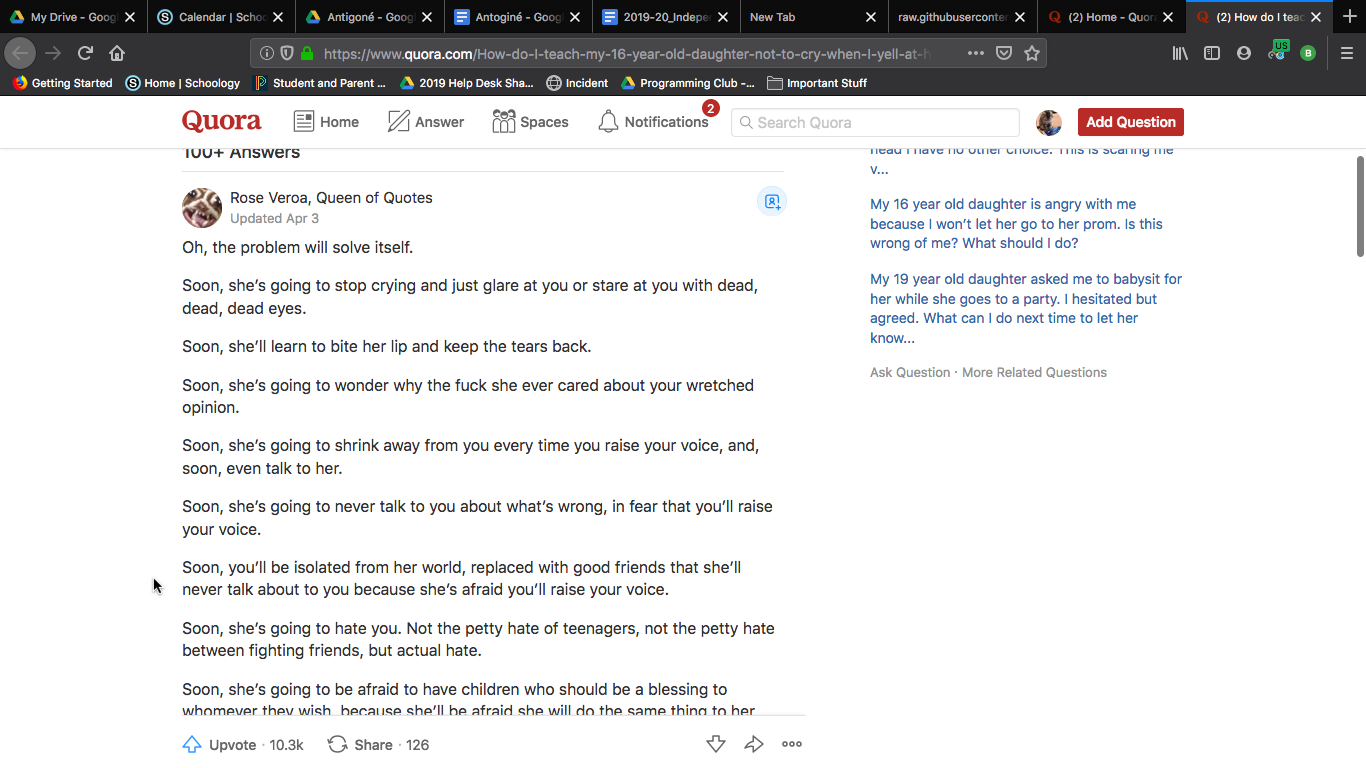 My Drive - Goog
Calendar | Schoo
Antigoné - Goog
Antoginé - Goog
2019-20_Indepe
New Tab
raw.githubuserconte
(2) Home - Quor
(2) How do I teac
https://www.quora.com/How-do-I-teach-my-16-year-old-daughter-not-to-cry-when-I-yell-at-h
US
B
Getting Started
Home | Schoology
Student and Parent ...
2019 Help Desk Sha...
Incident
Programming Club -...
Important Stuff
Quora
Home
Answer
Spaces
Notifications
2
Search Quora
Add Question
100+ Answers
Rose Veroa, Queen of Quotes
Updated Apr 3
Oh, the problem will solve itself.
Soon, she's going to stop crying and just glare at you or stare at you with dead,
dead, dead eyes.
Soon, she'll learn to bite her lip and keep the tears back.
Soon, she's going to wonder why the fuck she ever cared about your wretched
opinion.
Soon, she's going to shrink away from you every time you raise your voice, and,
soon, even talk to her.
Soon, she's going to never talk to you about what's wrong, in fear that you'll raise
your voice.
Soon, you'll be isolated from her world, replaced with good friends that she'll
never talk about to you because she's afraid you'll raise your voice.
Soon, she's going to hate you. Not the petty hate of teenagers, not the petty hate
between fighting friends, but actual hate.
Soon, she's going to be afraid to have children who should be a blessing to
whomever they wish, because she'll be afraid she will do the same thing to her
Upvote · 10.3k
Share · 126
head I have no other choice. This is scaring me
v...
My 16 year old daughter is angry with me
because I won't let her go to her prom. Is this
wrong of me? What should I do?
My 19 year old daughter asked me to babysit for
her while she goes to a party. I hesitated but
agreed. What can I do next time to let her
know...
Ask Question · More Related Questions